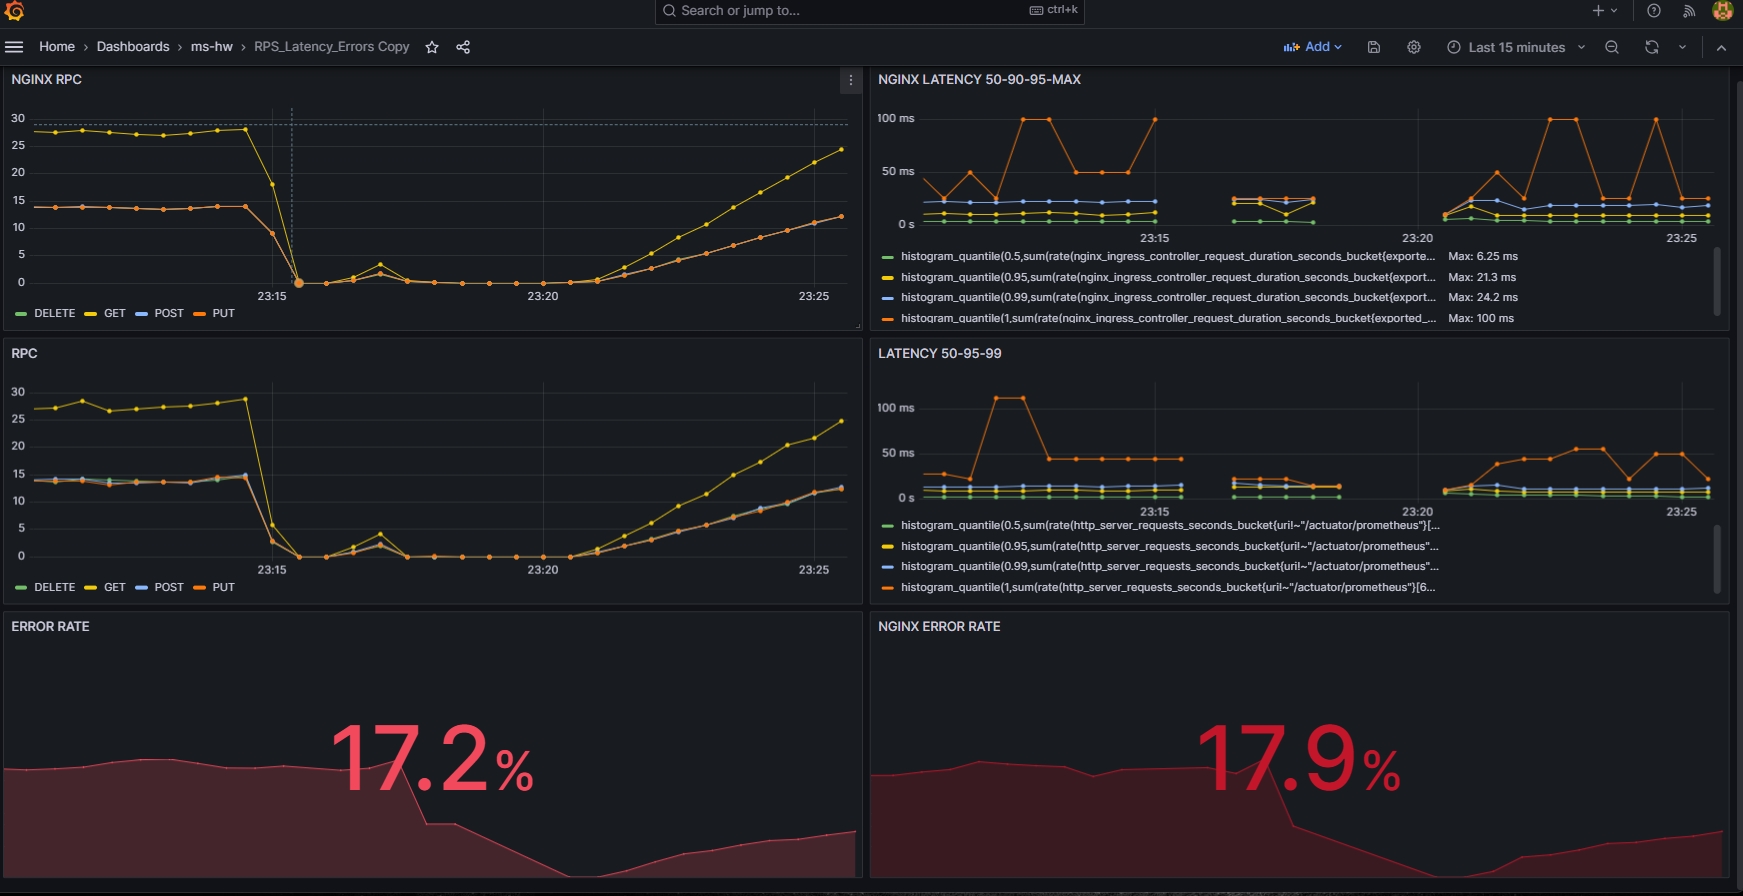 Search or jump to... ctrl+k
Home › Dashboards › ms-hw › RPS_Latency_Errors Copy
Add
Last 15 minutes
NGINX RPC
30
25
20
15
10
5
0
23:15 23:20 23:25
DELETE GET POST PUT
NGINX LATENCY 50-90-95-MAX
100 ms
50 ms
0 s
23:15 23:20 23:25
histogram_quantile(0.5,sum(rate(nginx_ingress_controller_request_duration_seconds_bucket{exporte... Max: 6.25 ms
histogram_quantile(0.95,sum(rate(nginx_ingress_controller_request_duration_seconds_bucket{export... Max: 21.3 ms
histogram_quantile(0.99,sum(rate(nginx_ingress_controller_request_duration_seconds_bucket{export... Max: 24.2 ms
histogram_quantile(1,sum(rate(nginx_ingress_controller_request_duration_seconds_bucket{exported_... Max: 100 ms
RPC
30
25
20
15
10
5
0
23:15 23:20 23:25
DELETE GET POST PUT
LATENCY 50-95-99
100 ms
50 ms
0 s
23:15 23:20 23:25
histogram_quantile(0.5,sum(rate(http_server_requests_seconds_bucket{uri!~"/actuator/prometheus"}[...
histogram_quantile(0.95,sum(rate(http_server_requests_seconds_bucket{uri!~"/actuator/prometheus"...
histogram_quantile(0.99,sum(rate(http_server_requests_seconds_bucket{uri!~"/actuator/prometheus"...
histogram_quantile(1,sum(rate(http_server_requests_seconds_bucket{uri!~"/actuator/prometheus"}[6...
ERROR RATE
17.2%
NGINX ERROR RATE
17.9%